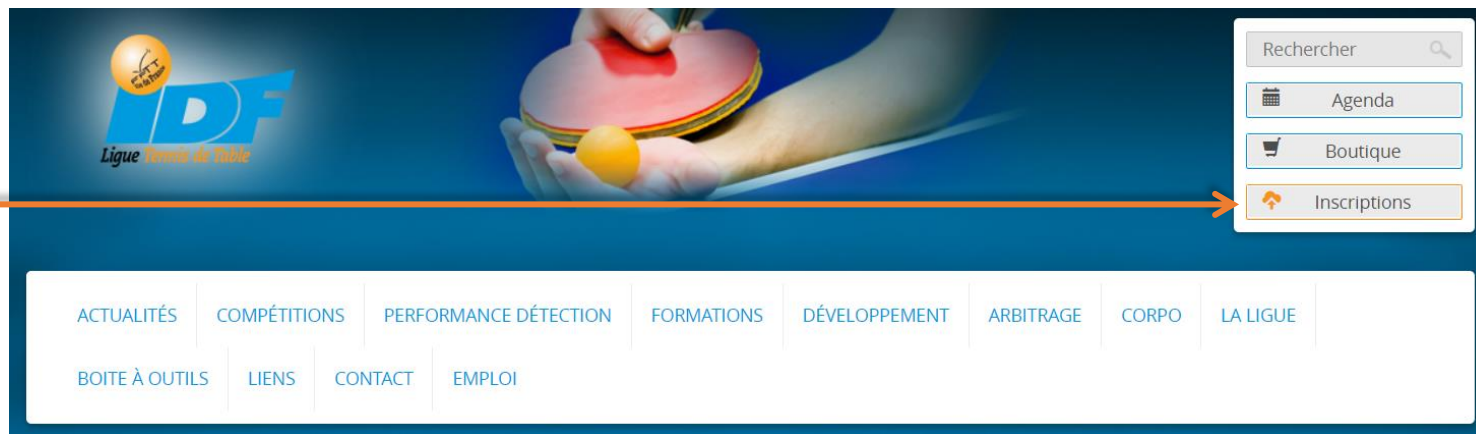 IDF
Ligue Tennis de Table
Rechercher
Agenda
Boutique
Inscriptions
ACTUALITÉS COMPÉTITIONS PERFORMANCE DÉTECTION FORMATIONS DÉVELOPPEMENT ARBITRAGE CORPO LA LIGUE
BOITE À OUTILS LIENS CONTACT EMPLOI